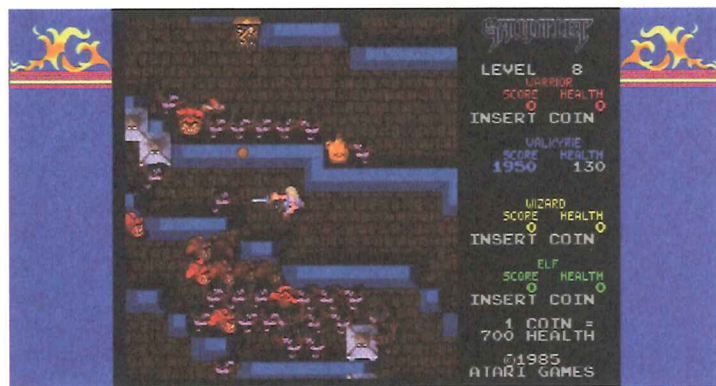 GAUNTLET
LEVEL 8
WARRIOR
SCORE HEALTH
0 0
INSERT COIN
VALKYRIE
SCORE HEALTH
1950 130
WIZARD
SCORE HEALTH
0 0
INSERT COIN
ELF
SCORE HEALTH
0 0
INSERT COIN
1 COIN =
700 HEALTH
©1985
ATARI GAMES